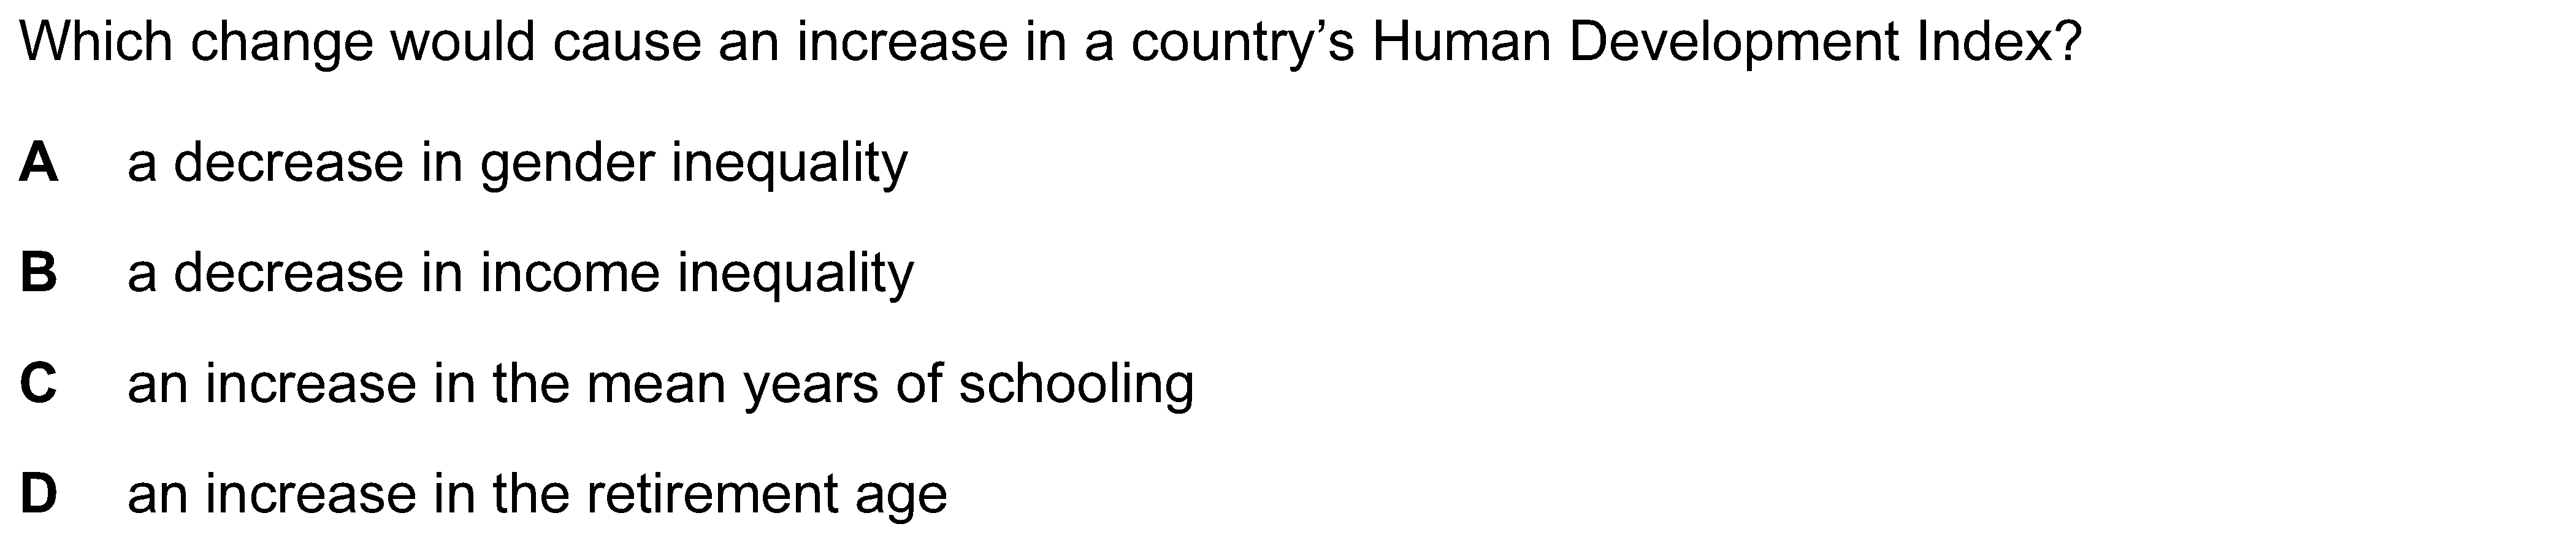 Which change would cause an increase in a country’s Human Development Index?
A a decrease in gender inequality
B a decrease in income inequality
C an increase in the mean years of schooling
D an increase in the retirement age